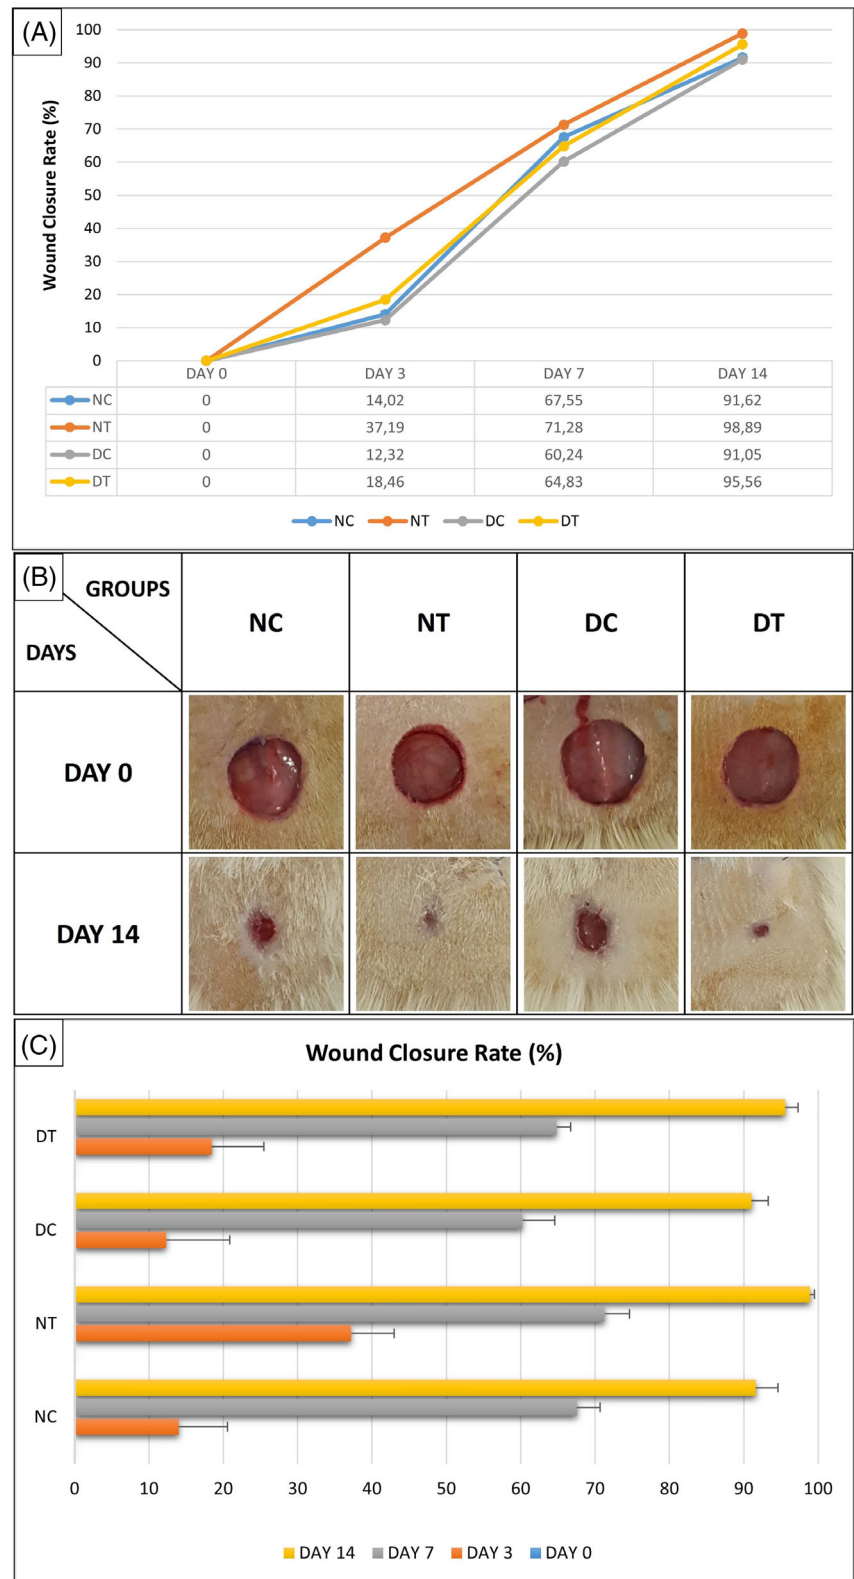 (A)
Wound Closure Rate (%)
100
90
80
70
60
50
40
30
20
10
0
DAY 0 DAY 3 DAY 7 DAY 14
NC 0 14,02 67,55 91,62
NT 0 37,19 71,28 98,89
DC 0 12,32 60,24 91,05
DT 0 18,46 64,83 95,56
NC NT DC DT
(B)
GROUPS
DAYS
NC NT DC DT
DAY 0
DAY 14
(C)
Wound Closure Rate (%)
DT
DC
NT
NC
0 10 20 30 40 50 60 70 80 90 100
DAY 14 DAY 7 DAY 3 DAY 0